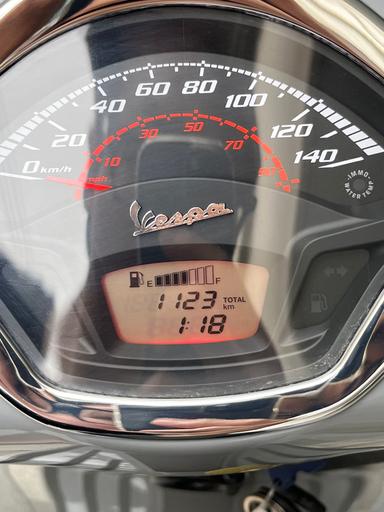 60 80
40 100
20 120
0 km/h 140
30 50 70
10 90
mph
IMMO
WATER TEMP
Vespa
E F
1123 TOTAL km
1:18